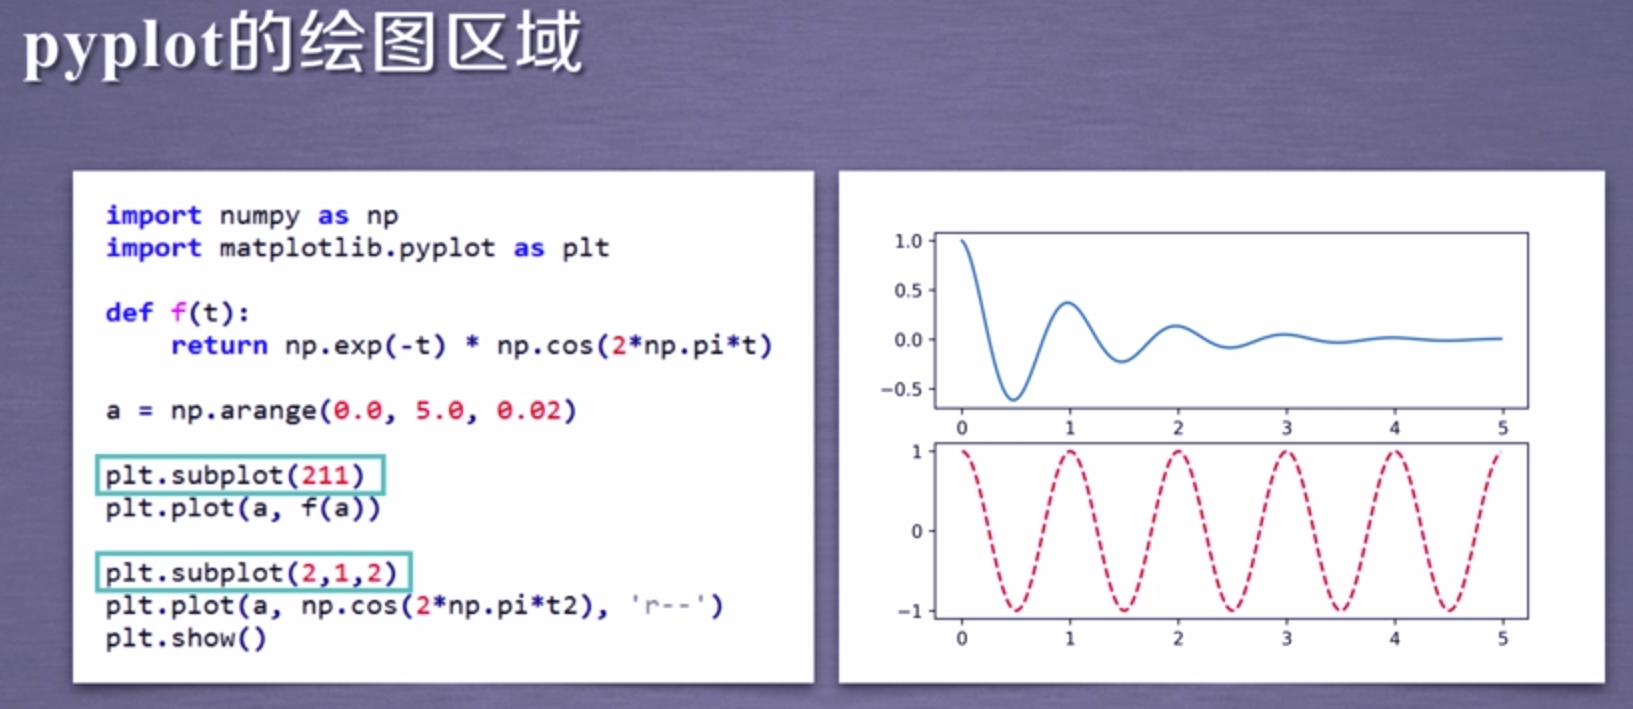 pyplot的绘图区域
import numpy as np
import matplotlib.pyplot as plt
def f(t):
    return np.exp(-t) * np.cos(2*np.pi*t)
a = np.arange(0.0, 5.0, 0.02)
plt.subplot(211)
plt.plot(a, f(a))
plt.subplot(2,1,2)
plt.plot(a, np.cos(2*np.pi*t2), 'r--')
plt.show()
1.0
0.5
0.0
−0.5
0 1 2 3 4 5
1
0
−1
0 1 2 3 4 5